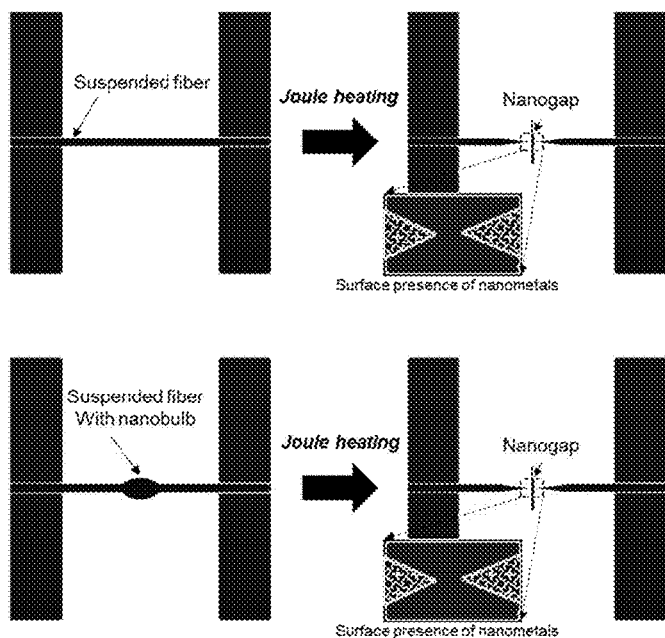 Suspended fiber
Joule heating
Nanogap
Surface presence of nanometals
Suspended fiber
With nanobulb
Joule heating
Nanogap
Surface presence of nanometals